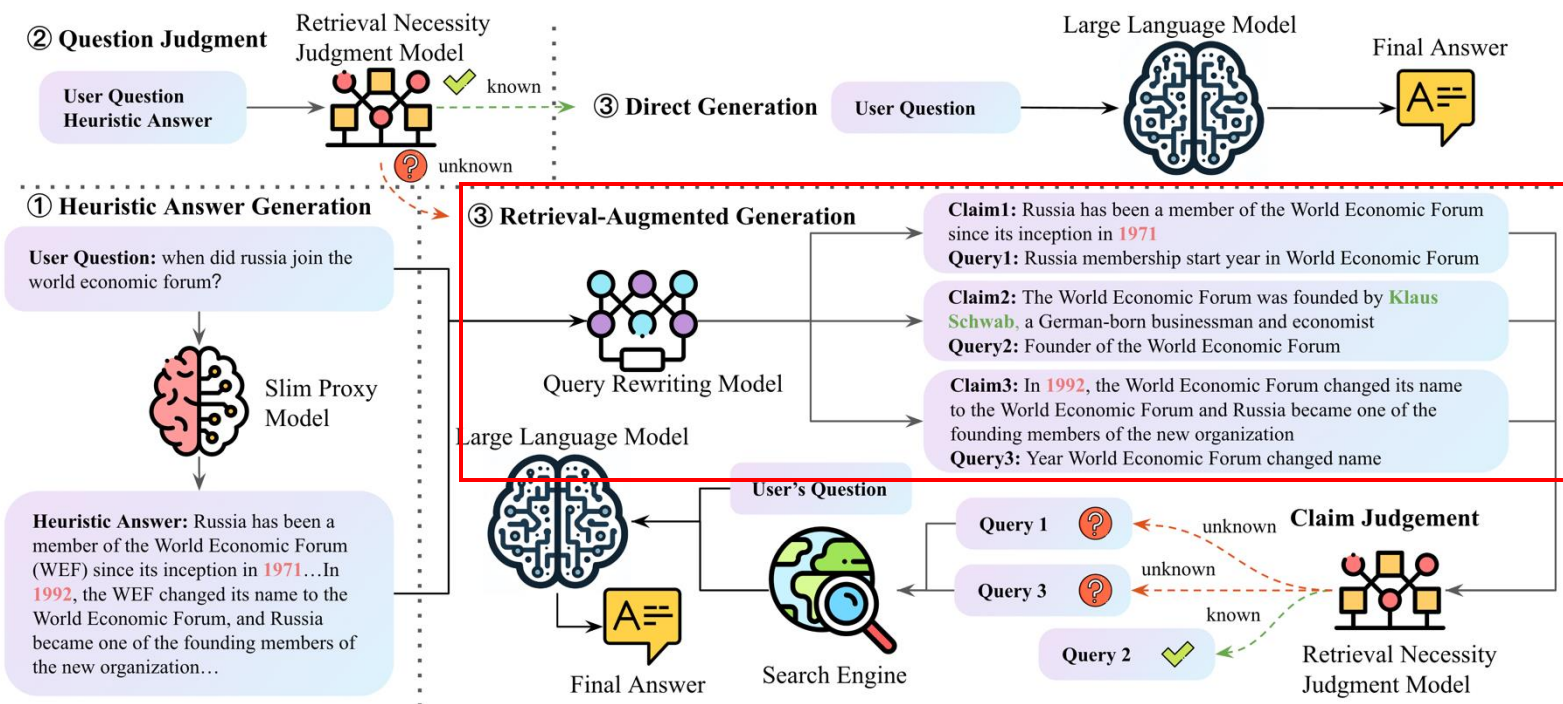 ② Question Judgment
Retrieval Necessity
Judgment Model
User Question
Heuristic Answer
known
unknown
③ Direct Generation
User Question
Large Language Model
Final Answer
① Heuristic Answer Generation
User Question: when did russia join the
world economic forum?
Slim Proxy
Model
Heuristic Answer: Russia has been a
member of the World Economic Forum
(WEF) since its inception in 1971…In
1992, the WEF changed its name to the
World Economic Forum, and Russia
became one of the founding members of
the new organization…
③ Retrieval-Augmented Generation
Query Rewriting Model
Claim1: Russia has been a member of the World Economic Forum
since its inception in 1971
Query1: Russia membership start year in World Economic Forum
Claim2: The World Economic Forum was founded by Klaus
Schwab, a German-born businessman and economist
Query2: Founder of the World Economic Forum
Claim3: In 1992, the World Economic Forum changed its name
to the World Economic Forum and Russia became one of the
founding members of the new organization
Query3: Year World Economic Forum changed name
Claim Judgement
Retrieval Necessity
Judgment Model
unknown
unknown
known
Query 1
Query 3
Query 2
Search Engine
User's Question
Large Language Model
Final Answer